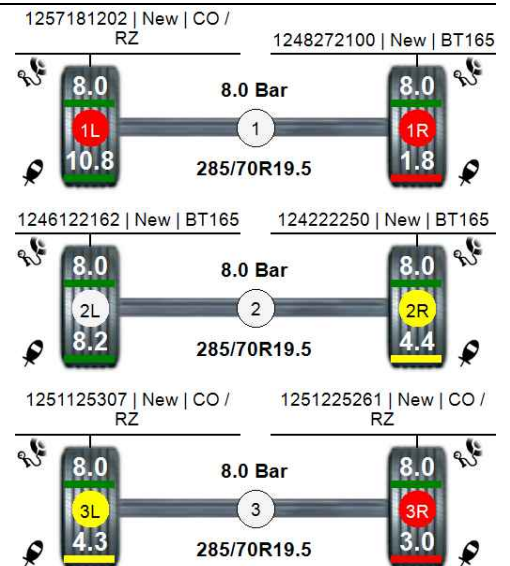 1257181202 | New | CO /
RZ
1248272100 | New | BT165
8.0
8.0 Bar
8.0
1L
1
1R
10.8
285/70R19.5
1.8
1246122162 | New | BT165
124222250 | New | BT165
8.0
8.0 Bar
8.0
2L
2
2R
8.2
285/70R19.5
4.4
1251125307 | New | CO /
RZ
1251225261 | New | CO /
RZ
8.0
8.0 Bar
8.0
3L
3
3R
4.3
285/70R19.5
3.0